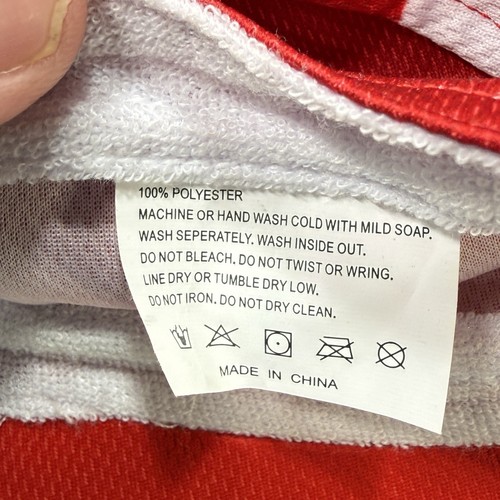 100% POLYESTER
MACHINE OR HAND WASH COLD WITH MILD SOAP.
WASH SEPERATELY. WASH INSIDE OUT.
DO NOT BLEACH. DO NOT TWIST OR WRING.
LINE DRY OR TUMBLE DRY LOW.
DO NOT IRON. DO NOT DRY CLEAN.
MADE IN CHINA